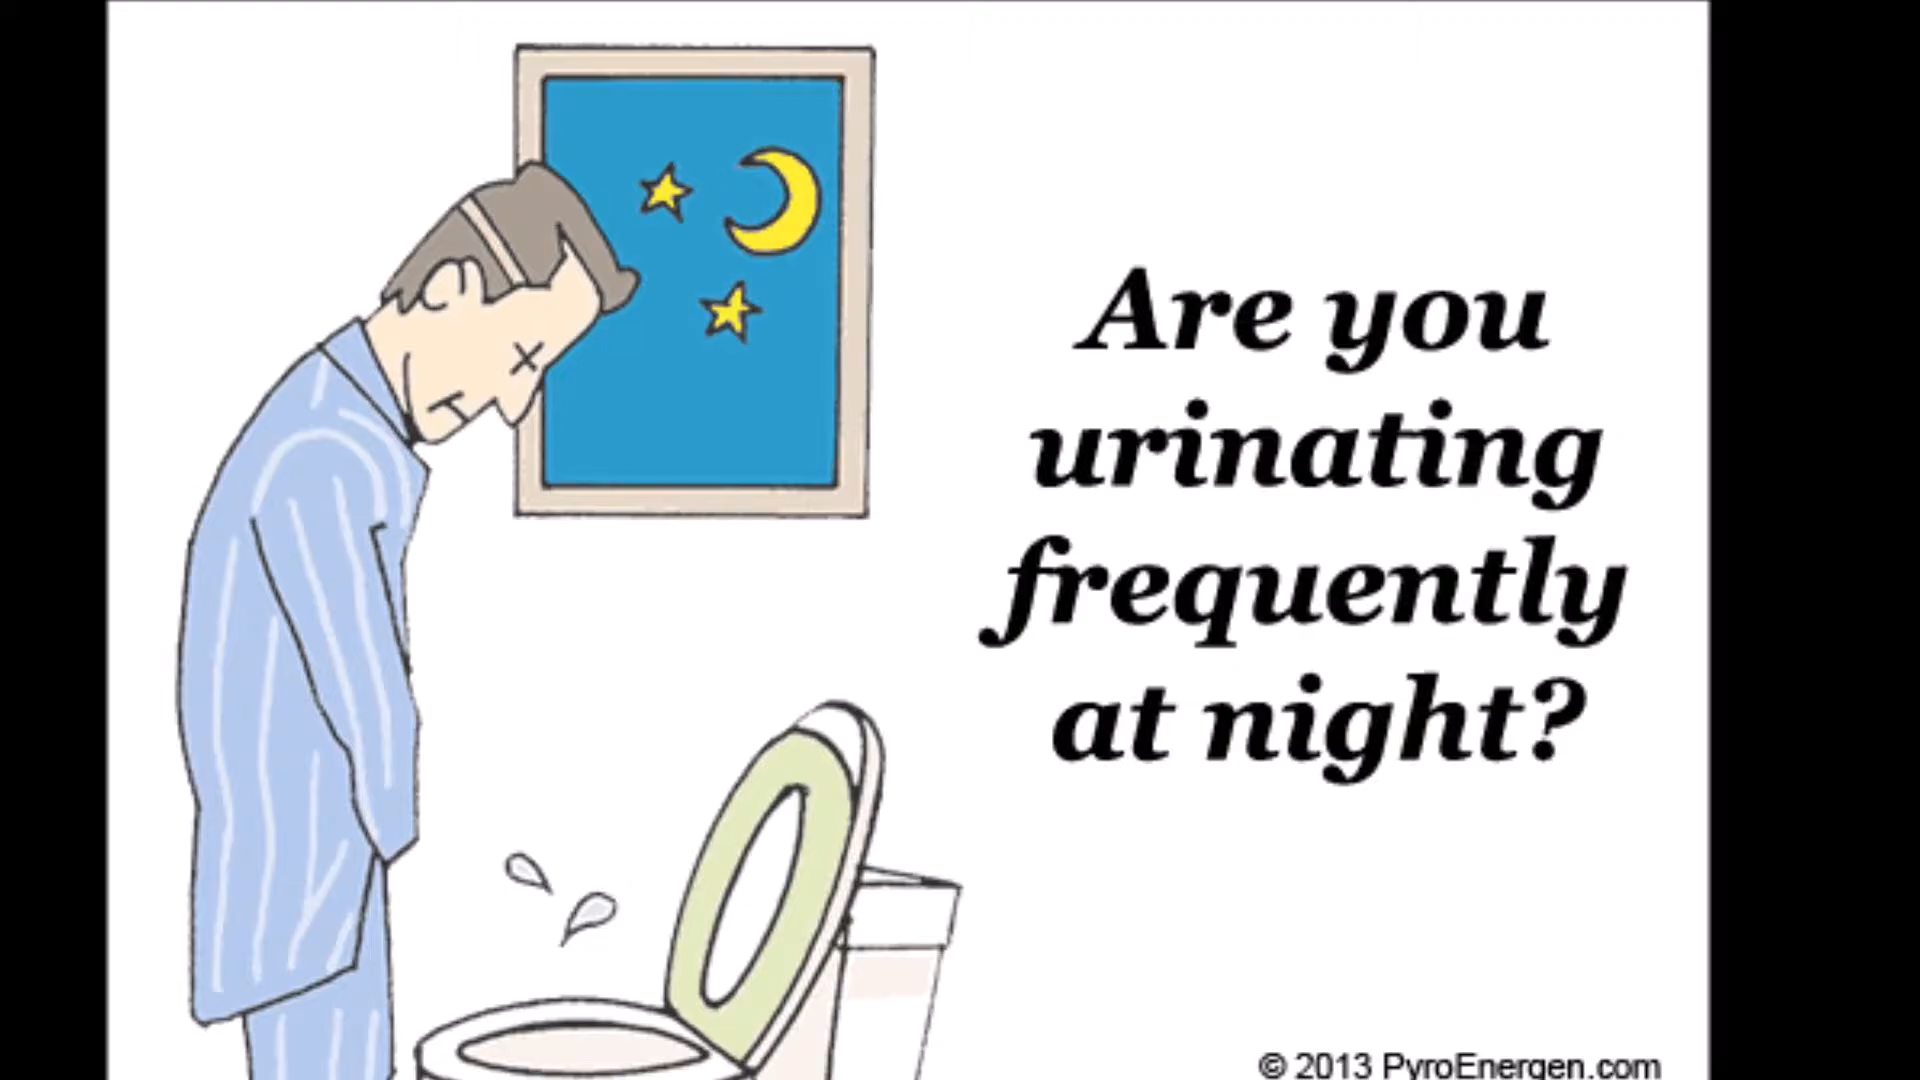 Are you
urinating
frequently
at night?
© 2013 PyroEnergen.com